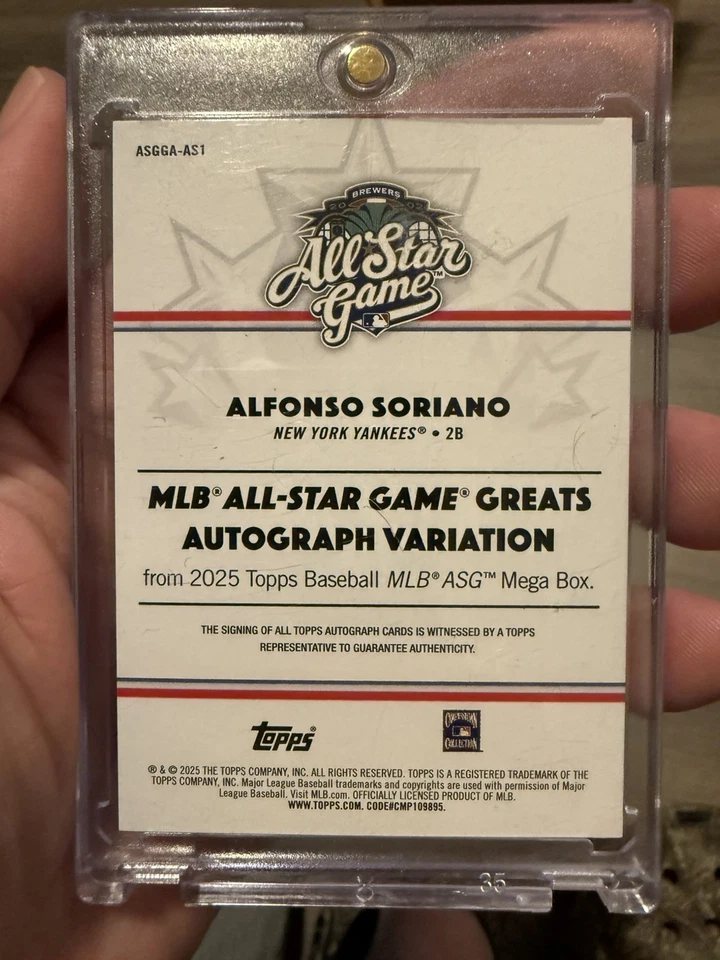 ASGGA-AS1
BREWERS
All Star
Game™
ALFONSO SORIANO
NEW YORK YANKEES® • 2B
MLB® ALL-STAR GAME® GREATS
AUTOGRAPH VARIATION
from 2025 Topps Baseball MLB® ASG™ Mega Box.
THE SIGNING OF ALL TOPPS AUTOGRAPH CARDS IS WITNESSED BY A TOPPS
REPRESENTATIVE TO GUARANTEE AUTHENTICITY.
topps®
COOPERSTOWN
COLLECTION
® & © 2025 THE TOPPS COMPANY, INC. ALL RIGHTS RESERVED. TOPPS IS A REGISTERED TRADEMARK OF THE
TOPPS COMPANY, INC. Major League Baseball trademarks and copyrights are used with permission of Major
League Baseball. Visit MLB.com. OFFICIALLY LICENSED PRODUCT OF MLB.
WWW.TOPPS.COM. CODE#CMP109895.
35